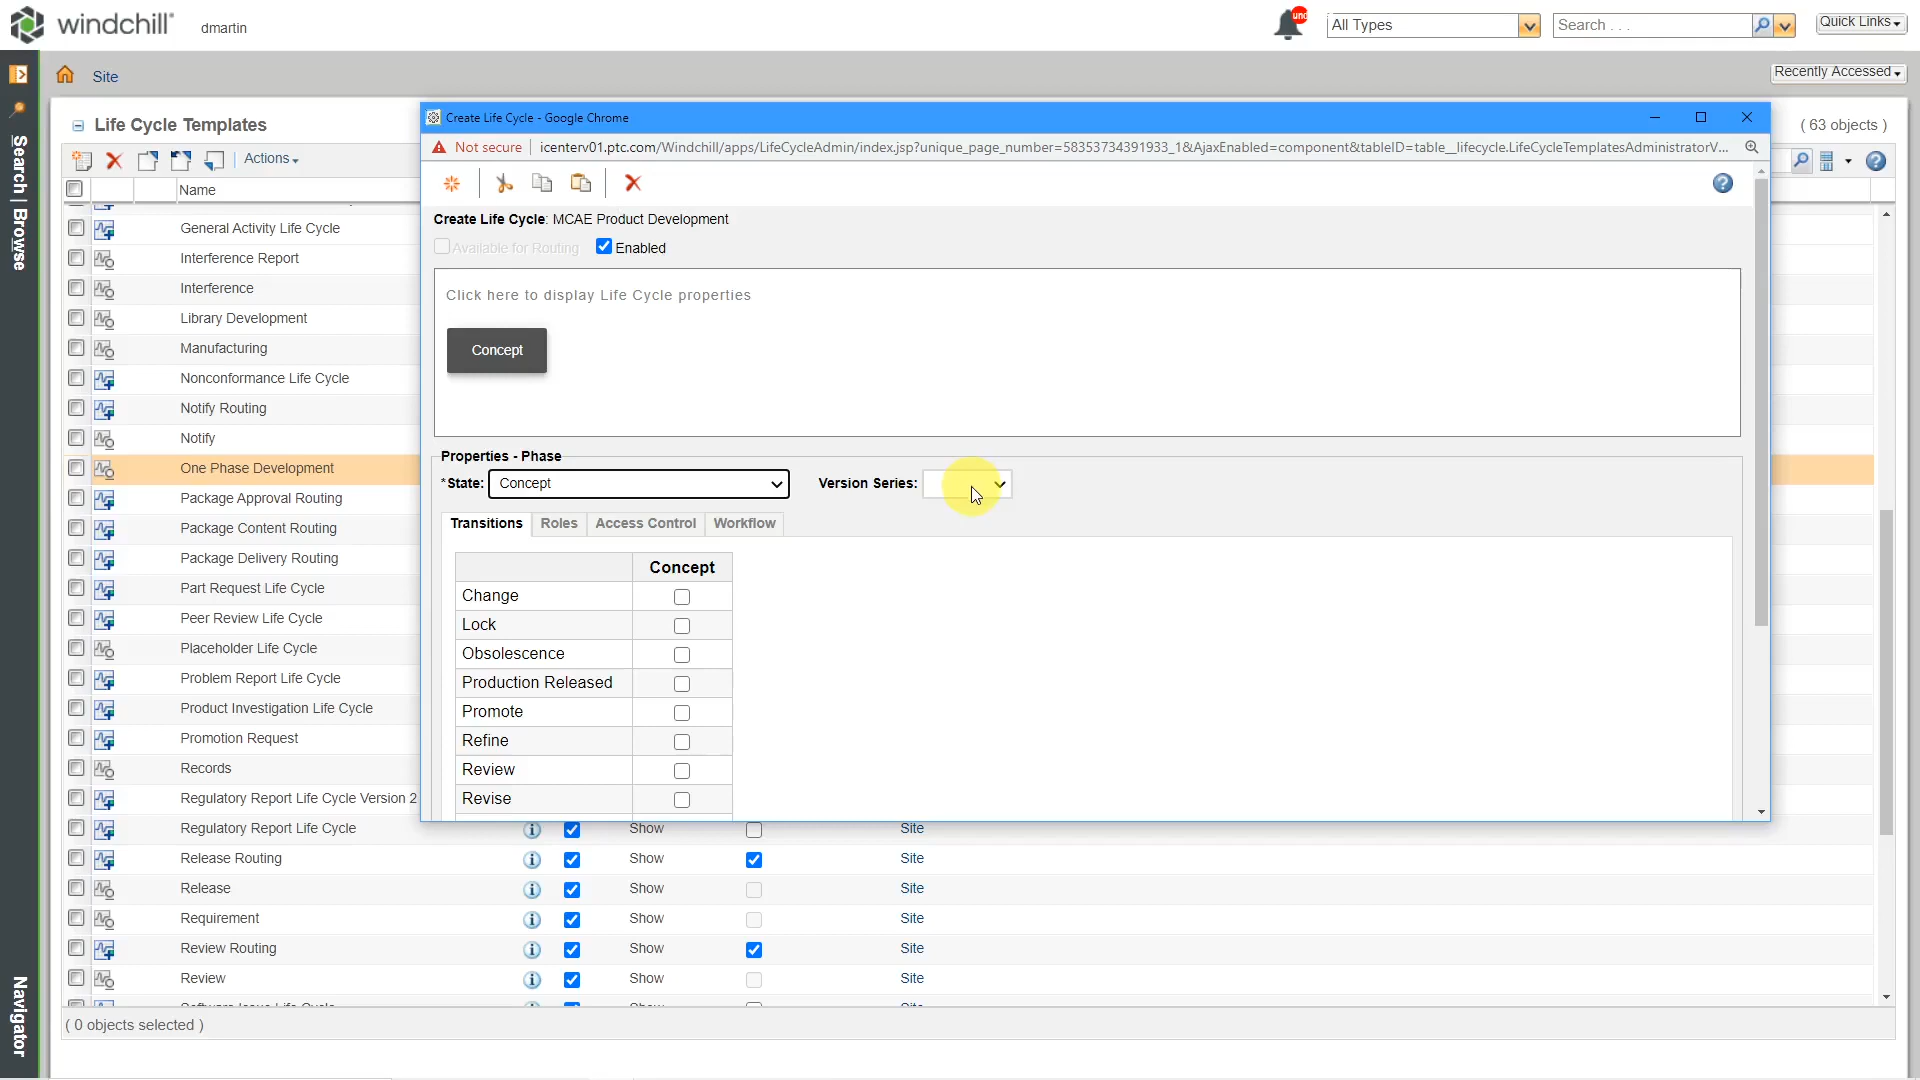 windchill
dmartin
All Types
Search . . .
Quick Links
Site
Recently Accessed
Search | Browse
Navigator
Life Cycle Templates
( 63 objects )
Actions
Name
General Activity Life Cycle
Interference Report
Interference
Library Development
Manufacturing
Nonconformance Life Cycle
Notify Routing
Notify
One Phase Development
Package Approval Routing
Package Content Routing
Package Delivery Routing
Part Request Life Cycle
Peer Review Life Cycle
Placeholder Life Cycle
Problem Report Life Cycle
Product Investigation Life Cycle
Promotion Request
Records
Regulatory Report Life Cycle Version 2
Regulatory Report Life Cycle Show Site
Release Routing Show Site
Release Show Site
Requirement Show Site
Review Routing Show Site
Review Show Site
( 0 objects selected )
Create Life Cycle - Google Chrome
Not secure icenterv01.ptc.com/Windchill/apps/LifeCycleAdmin/index.jsp?unique_page_number=58353734391933_1&AjaxEnabled=component&tableID=table__lifecycle.LifeCycleTemplatesAdministratorV...
Create Life Cycle: MCAE Product Development
Available for Routing Enabled
Click here to display Life Cycle properties
Concept
Properties - Phase
*State: Concept Version Series:
Transitions Roles Access Control Workflow
Concept
Change
Lock
Obsolescence
Production Released
Promote
Refine
Review
Revise